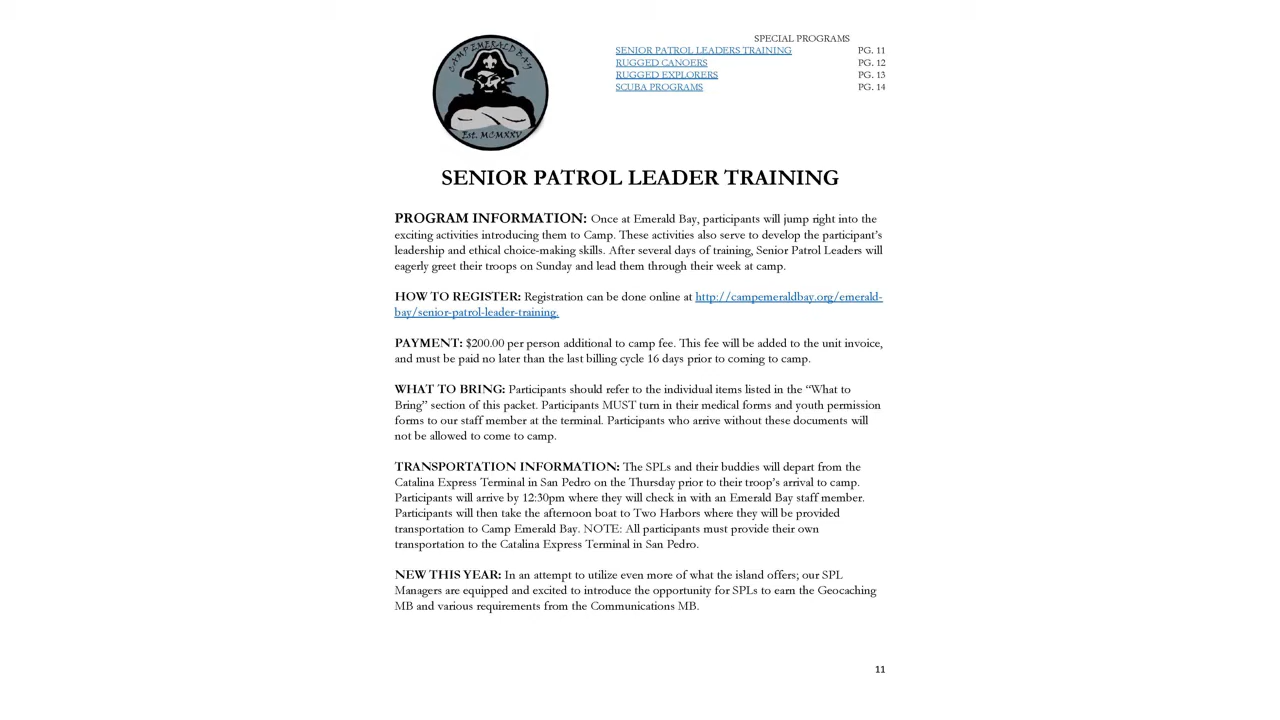 CAMP EMERALD BAY
Est. MCMXXV
SPECIAL PROGRAMS
SENIOR PATROL LEADERS TRAINING PG. 11
RUGGED CANOERS PG. 12
RUGGED EXPLORERS PG. 13
SCUBA PROGRAMS PG. 14
SENIOR PATROL LEADER TRAINING
PROGRAM INFORMATION: Once at Emerald Bay, participants will jump right into the
exciting activities introducing them to Camp. These activities also serve to develop the participant's
leadership and ethical choice-making skills. After several days of training, Senior Patrol Leaders will
eagerly greet their troops on Sunday and lead them through their week at camp.
HOW TO REGISTER: Registration can be done online at http://campemeraldbay.org/emerald-
bay/senior-patrol-leader-training.
PAYMENT: $200.00 per person additional to camp fee. This fee will be added to the unit invoice,
and must be paid no later than the last billing cycle 16 days prior to coming to camp.
WHAT TO BRING: Participants should refer to the individual items listed in the “What to
Bring” section of this packet. Participants MUST turn in their medical forms and youth permission
forms to our staff member at the terminal. Participants who arrive without these documents will
not be allowed to come to camp.
TRANSPORTATION INFORMATION: The SPLs and their buddies will depart from the
Catalina Express Terminal in San Pedro on the Thursday prior to their troop's arrival to camp.
Participants will arrive by 12:30pm where they will check in with an Emerald Bay staff member.
Participants will then take the afternoon boat to Two Harbors where they will be provided
transportation to Camp Emerald Bay. NOTE: All participants must provide their own
transportation to the Catalina Express Terminal in San Pedro.
NEW THIS YEAR: In an attempt to utilize even more of what the island offers; our SPL
Managers are equipped and excited to introduce the opportunity for SPLs to earn the Geocaching
MB and various requirements from the Communications MB.
11